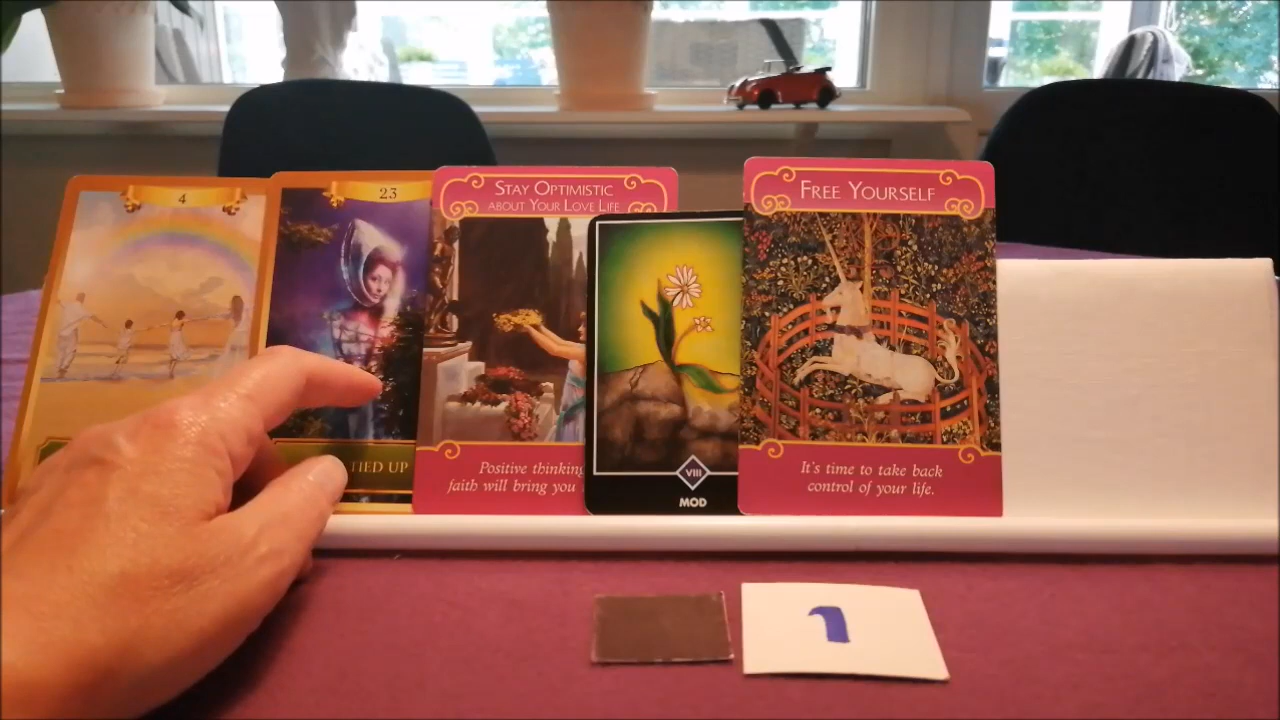 4
23
TIED UP
STAY OPTIMISTIC
ABOUT YOUR LOVE LIFE
Positive thinking
faith will bring you
VIII
MOD
FREE YOURSELF
It's time to take back
control of your life.
1